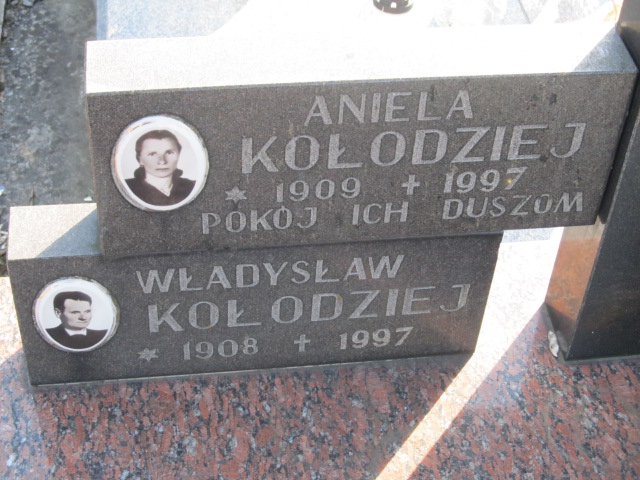 ANIELA
KOŁODZIEJ
* 1909 + 1997
POKÓJ ICH DUSZOM
WŁADYSŁAW
KOŁODZIEJ
* 1908 + 1997